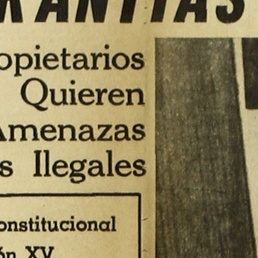 RANTIAS
opietarios
Quieren
Amenazas
s Ilegales
onstitucional
ón XV